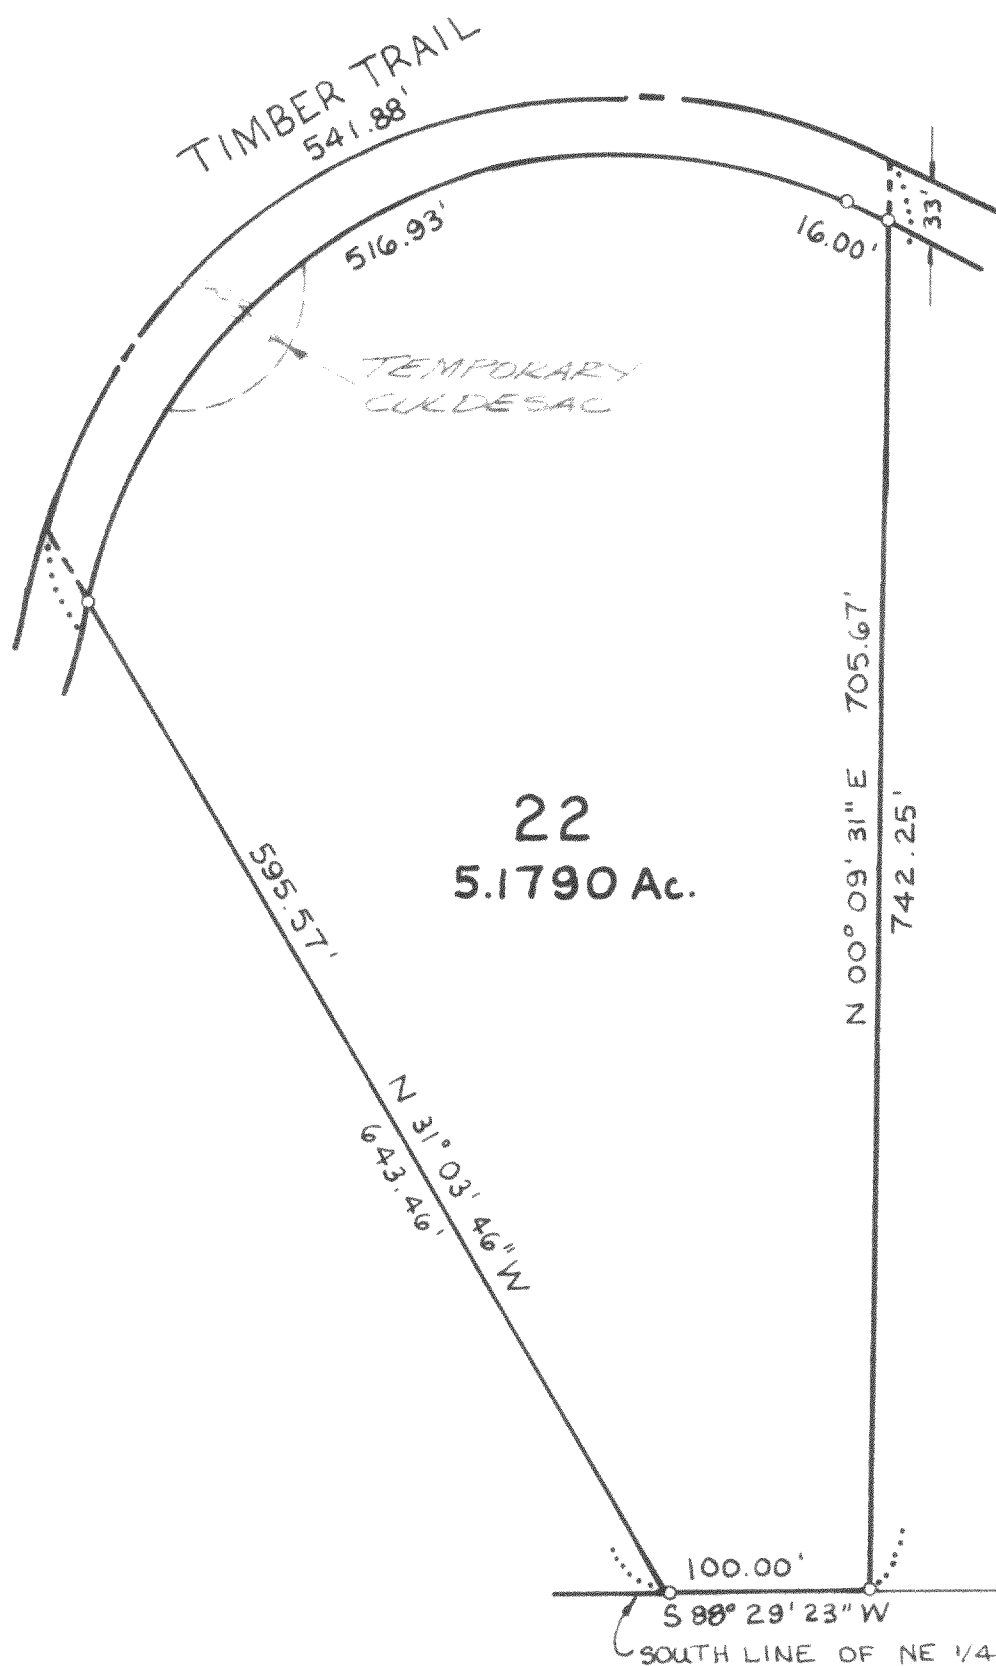 TIMBER TRAIL
541.88'
516.93'
16.00'
33'
TEMPORARY
CULDESAC
N 00° 09' 31" E 705.67'
742.25'
22
5.1790 Ac.
595.57'
N 31° 03' 46" W
643.46'
100.00'
S 88° 29' 23" W
SOUTH LINE OF NE 1/4